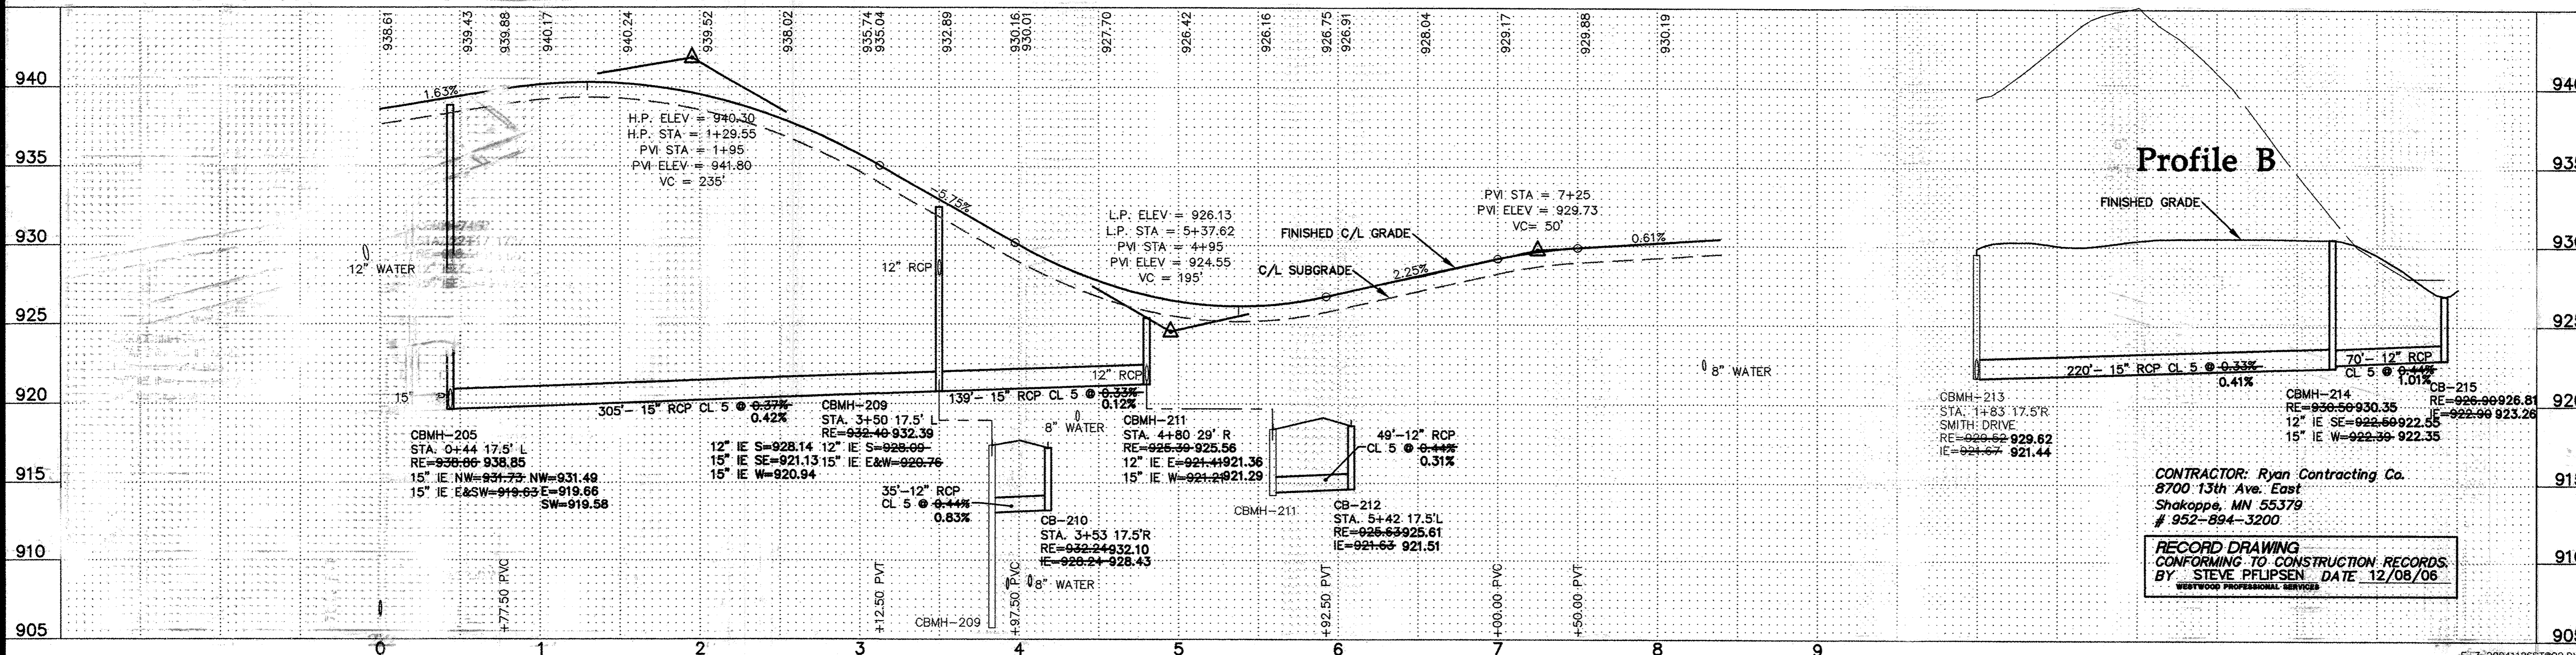 938.61
939.43
939.88
940.17
940.24
939.52
938.02
935.74
935.04
932.89
930.16
930.01
927.70
926.42
926.16
926.75
926.91
928.04
929.17
929.88
930.19
940
935
930
925
920
915
910
905
1.63%
H.P. ELEV = 940.30
H.P. STA = 1+29.55
PVI STA = 1+95
PVI ELEV = 941.80
VC = 235'
12" WATER
-5.75%
12" RCP
L.P. ELEV = 926.13
L.P. STA = 5+37.62
PVI STA = 4+95
PVI ELEV = 924.55
VC = 195'
FINISHED C/L GRADE
C/L SUBGRADE
2.25%
PVI STA = 7+25
PVI ELEV = 929.73
VC= 50'
0.61%
8" WATER
15"
305'- 15" RCP CL 5 @ 0.37%
0.42%
139'- 15" RCP CL 5 @ 0.33%
0.12%
12" RCP
CBMH-205
STA. 0+44 17.5' L
RE=938.86 938.85
15" IE NW=931.73 NW=931.49
15" IE E&SW=919.63 E=919.66
SW=919.58
CBMH-209
STA. 3+50 17.5' L
RE=932.40 932.39
12" IE S=928.14 12" IE S=928.09
15" IE SE=921.13 15" IE E&W=920.76
15" IE W=920.94
8" WATER
CBMH-211
STA. 4+80 29' R
RE=925.39 925.56
12" IE E=921.41 921.36
15" IE W=921.21 921.29
35'-12" RCP
CL 5 @ 0.44%
0.83%
CB-210
STA. 3+53 17.5'R
RE=932.24 932.10
IE=928.24 928.43
8" WATER
CBMH-209
49'-12" RCP
CL 5 @ 0.44%
0.31%
CBMH-211
CB-212
STA. 5+42 17.5'L
RE=925.63 925.61
IE=921.63 921.51
+77.50 PVC
+12.50 PVT
+97.50 PVC
+92.50 PVT
+00.00 PVC
+50.00 PVT
0 1 2 3 4 5 6 7 8 9
Profile B
FINISHED GRADE
220'- 15" RCP CL 5 @ 0.33%
0.41%
70'- 12" RCP
CL 5 @ 0.44%
1.01%
CBMH-213
STA. 1+83 17.5'R
SMITH DRIVE
RE=929.62 929.62
IE=921.67 921.44
CBMH-214
RE=930.50 930.35
12" IE SE=922.50 922.55
15" IE W=922.39 922.35
CB-215
RE=926.90 926.81
IE=922.90 923.26
CONTRACTOR: Ryan Contracting Co.
8700 13th Ave. East
Shakoppe, MN 55379
# 952-894-3200
RECORD DRAWING
CONFORMING TO CONSTRUCTION RECORDS.
BY STEVE PFLIPSEN DATE 12/08/06
WESTWOOD PROFESSIONAL SERVICES